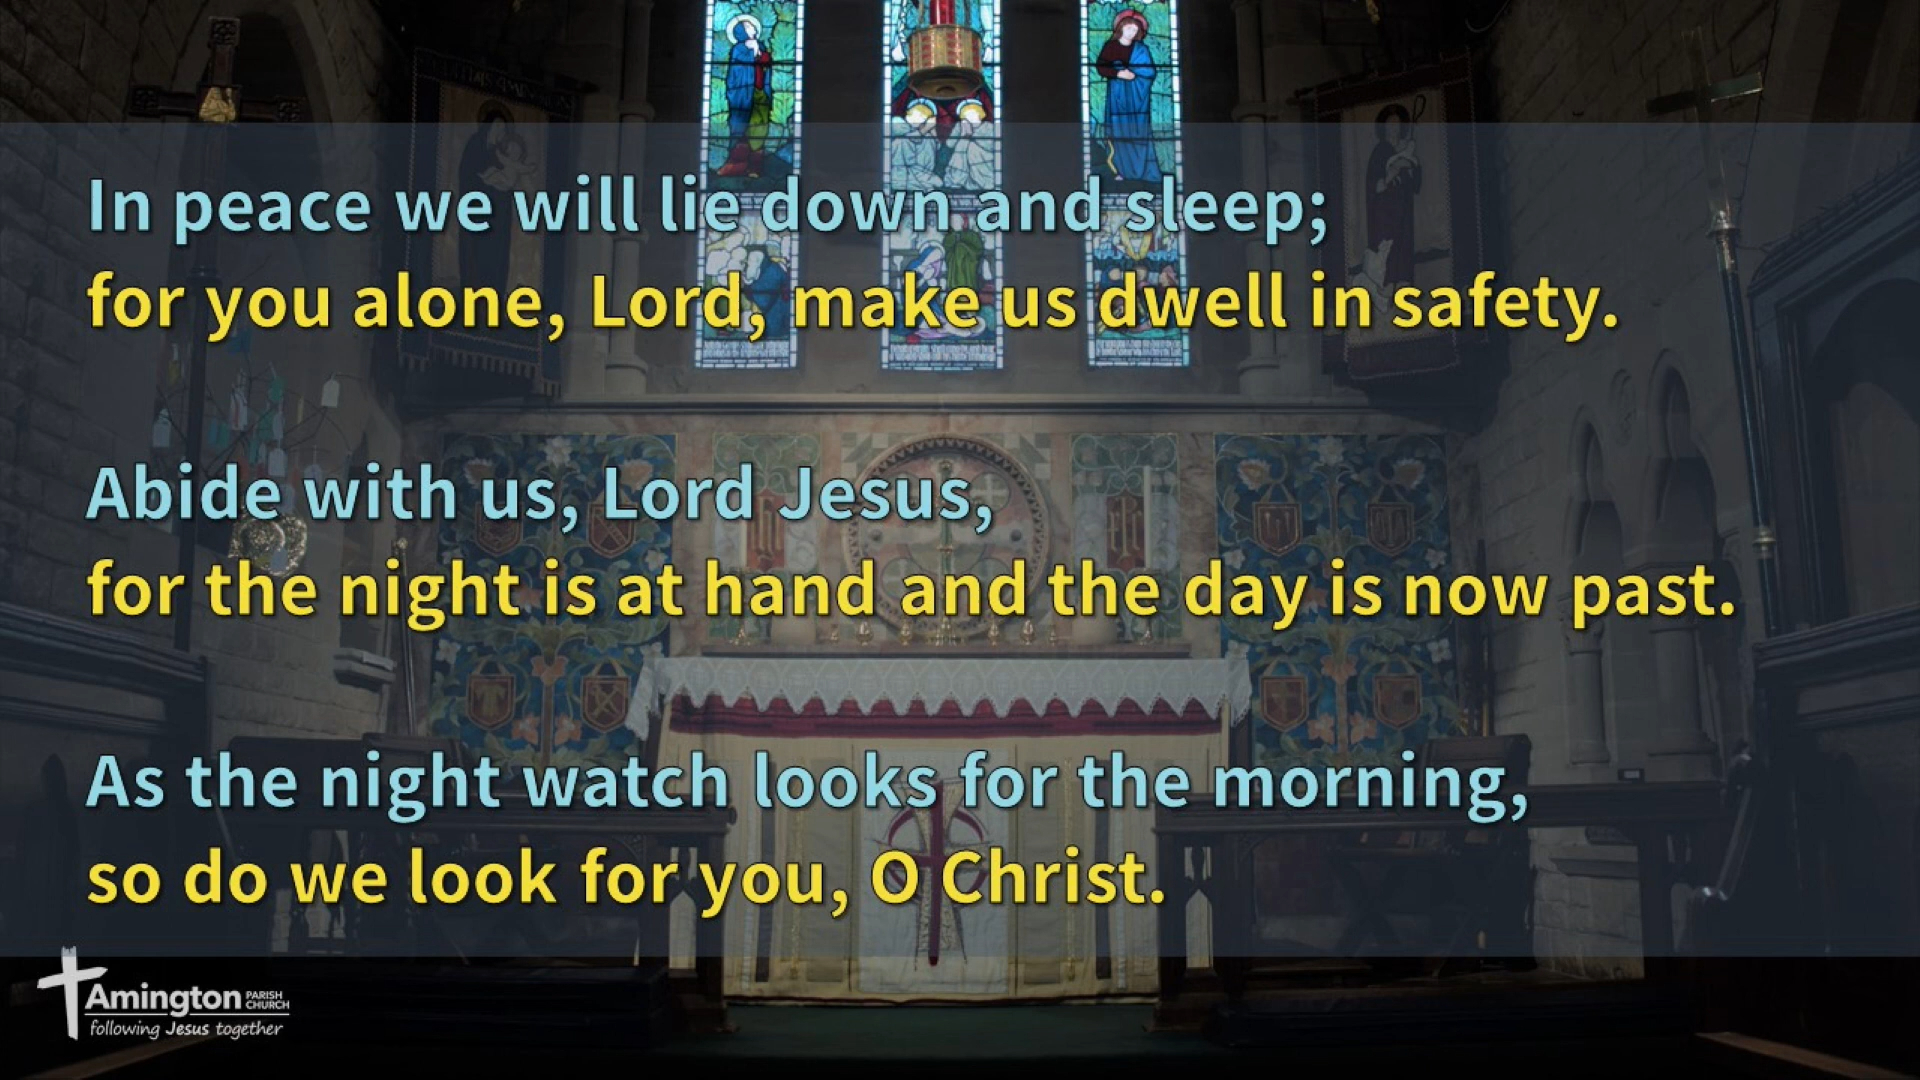 In peace we will lie down and sleep;
for you alone, Lord, make us dwell in safety.
Abide with us, Lord Jesus,
for the night is at hand and the day is now past.
As the night watch looks for the morning,
so do we look for you, O Christ.
Amington PARISH CHURCH
following Jesus together